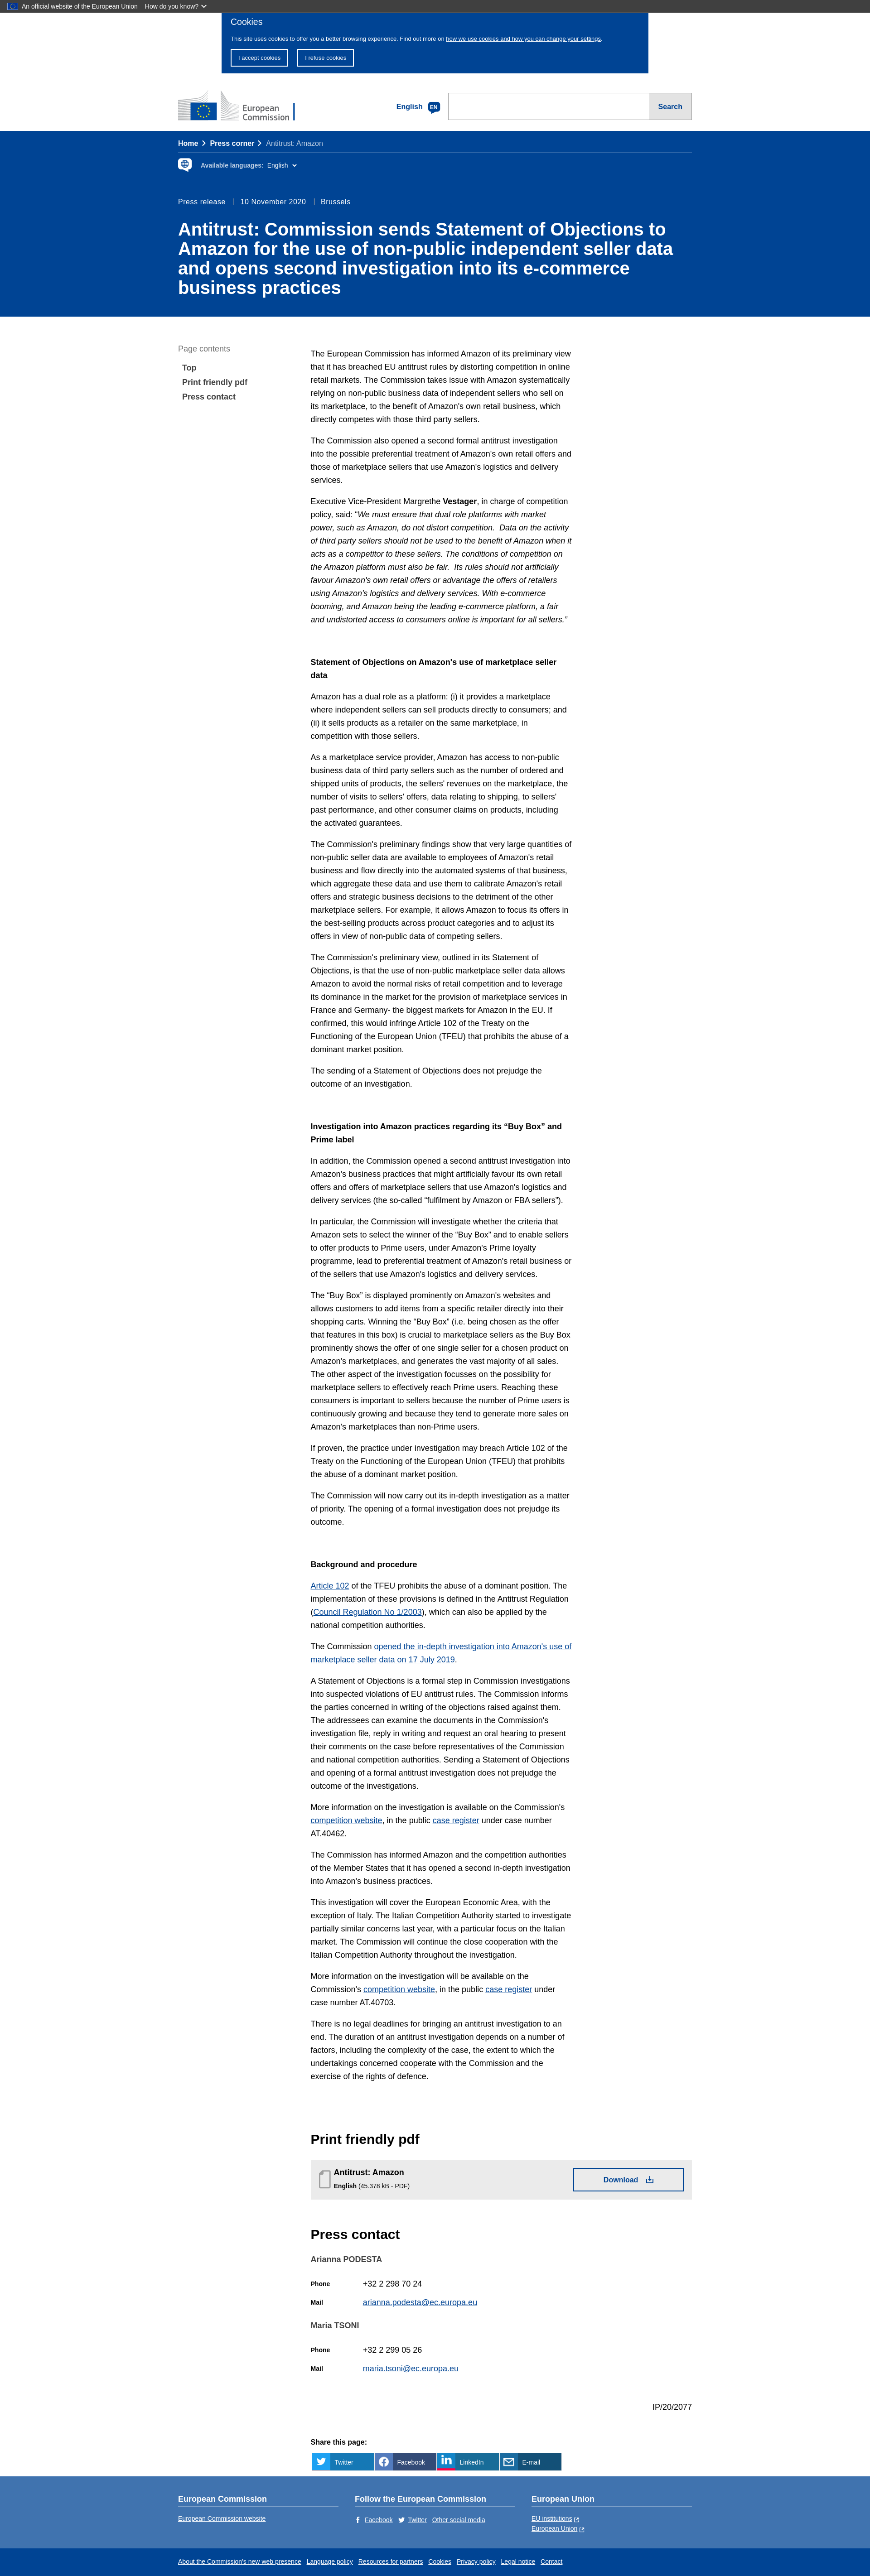 An official website of the European Union How do you know?
Cookies
This site uses cookies to offer you a better browsing experience. Find out more on how we use cookies and how you can change your settings.
I accept cookies I refuse cookies
European
Commission
English EN Search
Home Press corner Antitrust: Amazon
Available languages: English
Press release 10 November 2020 Brussels
Antitrust: Commission sends Statement of Objections to
Amazon for the use of non-public independent seller data
and opens second investigation into its e-commerce
business practices
Page contents
Top
Print friendly pdf
Press contact
The European Commission has informed Amazon of its preliminary view
that it has breached EU antitrust rules by distorting competition in online
retail markets. The Commission takes issue with Amazon systematically
relying on non-public business data of independent sellers who sell on
its marketplace, to the benefit of Amazon's own retail business, which
directly competes with those third party sellers.
The Commission also opened a second formal antitrust investigation
into the possible preferential treatment of Amazon's own retail offers and
those of marketplace sellers that use Amazon's logistics and delivery
services.
Executive Vice-President Margrethe Vestager, in charge of competition
policy, said: “We must ensure that dual role platforms with market
power, such as Amazon, do not distort competition.  Data on the activity
of third party sellers should not be used to the benefit of Amazon when it
acts as a competitor to these sellers. The conditions of competition on
the Amazon platform must also be fair.  Its rules should not artificially
favour Amazon's own retail offers or advantage the offers of retailers
using Amazon's logistics and delivery services. With e-commerce
booming, and Amazon being the leading e-commerce platform, a fair
and undistorted access to consumers online is important for all sellers.”
Statement of Objections on Amazon's use of marketplace seller
data
Amazon has a dual role as a platform: (i) it provides a marketplace
where independent sellers can sell products directly to consumers; and
(ii) it sells products as a retailer on the same marketplace, in
competition with those sellers.
As a marketplace service provider, Amazon has access to non-public
business data of third party sellers such as the number of ordered and
shipped units of products, the sellers' revenues on the marketplace, the
number of visits to sellers' offers, data relating to shipping, to sellers'
past performance, and other consumer claims on products, including
the activated guarantees.
The Commission's preliminary findings show that very large quantities of
non-public seller data are available to employees of Amazon's retail
business and flow directly into the automated systems of that business,
which aggregate these data and use them to calibrate Amazon's retail
offers and strategic business decisions to the detriment of the other
marketplace sellers. For example, it allows Amazon to focus its offers in
the best-selling products across product categories and to adjust its
offers in view of non-public data of competing sellers.
The Commission's preliminary view, outlined in its Statement of
Objections, is that the use of non-public marketplace seller data allows
Amazon to avoid the normal risks of retail competition and to leverage
its dominance in the market for the provision of marketplace services in
France and Germany- the biggest markets for Amazon in the EU. If
confirmed, this would infringe Article 102 of the Treaty on the
Functioning of the European Union (TFEU) that prohibits the abuse of a
dominant market position.
The sending of a Statement of Objections does not prejudge the
outcome of an investigation.
Investigation into Amazon practices regarding its “Buy Box” and
Prime label
In addition, the Commission opened a second antitrust investigation into
Amazon's business practices that might artificially favour its own retail
offers and offers of marketplace sellers that use Amazon's logistics and
delivery services (the so-called “fulfilment by Amazon or FBA sellers”).
In particular, the Commission will investigate whether the criteria that
Amazon sets to select the winner of the “Buy Box” and to enable sellers
to offer products to Prime users, under Amazon's Prime loyalty
programme, lead to preferential treatment of Amazon's retail business or
of the sellers that use Amazon's logistics and delivery services.
The “Buy Box” is displayed prominently on Amazon's websites and
allows customers to add items from a specific retailer directly into their
shopping carts. Winning the “Buy Box” (i.e. being chosen as the offer
that features in this box) is crucial to marketplace sellers as the Buy Box
prominently shows the offer of one single seller for a chosen product on
Amazon's marketplaces, and generates the vast majority of all sales.
The other aspect of the investigation focusses on the possibility for
marketplace sellers to effectively reach Prime users. Reaching these
consumers is important to sellers because the number of Prime users is
continuously growing and because they tend to generate more sales on
Amazon's marketplaces than non-Prime users.
If proven, the practice under investigation may breach Article 102 of the
Treaty on the Functioning of the European Union (TFEU) that prohibits
the abuse of a dominant market position.
The Commission will now carry out its in-depth investigation as a matter
of priority. The opening of a formal investigation does not prejudge its
outcome.
Background and procedure
Article 102 of the TFEU prohibits the abuse of a dominant position. The
implementation of these provisions is defined in the Antitrust Regulation
(Council Regulation No 1/2003), which can also be applied by the
national competition authorities.
The Commission opened the in-depth investigation into Amazon's use of
marketplace seller data on 17 July 2019.
A Statement of Objections is a formal step in Commission investigations
into suspected violations of EU antitrust rules. The Commission informs
the parties concerned in writing of the objections raised against them.
The addressees can examine the documents in the Commission's
investigation file, reply in writing and request an oral hearing to present
their comments on the case before representatives of the Commission
and national competition authorities. Sending a Statement of Objections
and opening of a formal antitrust investigation does not prejudge the
outcome of the investigations.
More information on the investigation is available on the Commission's
competition website, in the public case register under case number
AT.40462.
The Commission has informed Amazon and the competition authorities
of the Member States that it has opened a second in-depth investigation
into Amazon's business practices.
This investigation will cover the European Economic Area, with the
exception of Italy. The Italian Competition Authority started to investigate
partially similar concerns last year, with a particular focus on the Italian
market. The Commission will continue the close cooperation with the
Italian Competition Authority throughout the investigation.
More information on the investigation will be available on the
Commission's competition website, in the public case register under
case number AT.40703.
There is no legal deadlines for bringing an antitrust investigation to an
end. The duration of an antitrust investigation depends on a number of
factors, including the complexity of the case, the extent to which the
undertakings concerned cooperate with the Commission and the
exercise of the rights of defence.
Print friendly pdf
Antitrust: Amazon
English (45.378 kB - PDF)
Download
Press contact
Arianna PODESTA
Phone +32 2 298 70 24
Mail arianna.podesta@ec.europa.eu
Maria TSONI
Phone +32 2 299 05 26
Mail maria.tsoni@ec.europa.eu
IP/20/2077
Share this page:
Twitter Facebook LinkedIn E-mail
European Commission Follow the European Commission European Union
European Commission website Facebook Twitter Other social media EU institutions
European Union
About the Commission's new web presence Language policy Resources for partners Cookies Privacy policy Legal notice Contact